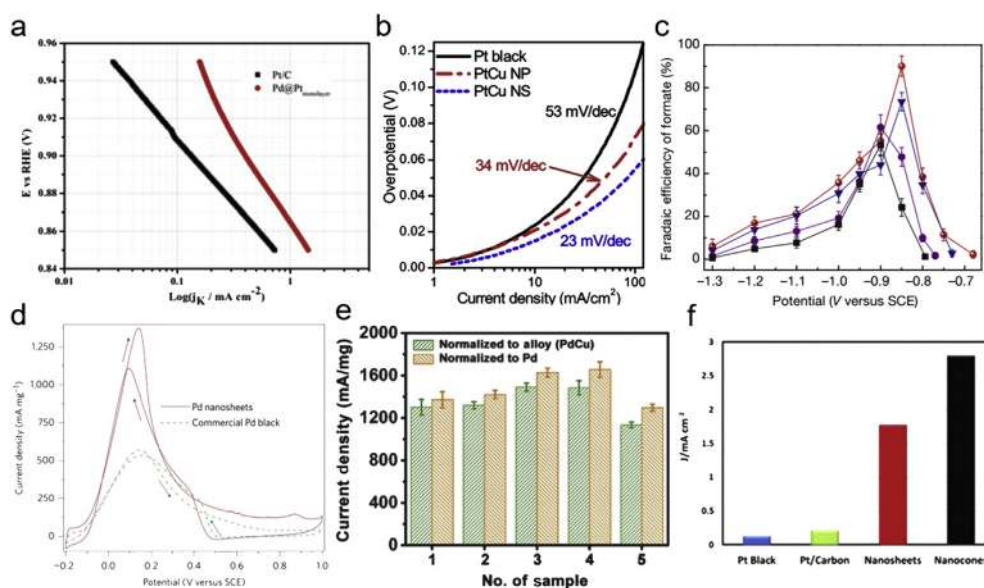 a
0.96
0.93
0.90
0.87
0.84
E vs RHE (V)
Pt/C
Pd@Pt monolayer
0.01
0.1
1
Log(jK / mA cm-2)
b
0.12
0.10
0.08
0.06
0.04
0.02
0.00
Overpotential (V)
Pt black
PtCu NP
PtCu NS
53 mV/dec
34 mV/dec
23 mV/dec
1
10
100
Current density (mA/cm2)
c
100
80
60
40
20
0
Faradaic efficiency of formate (%)
−1.3 −1.2 −1.1 −1.0 −0.9 −0.8 −0.7
Potential (V versus SCE)
d
1,250
1,000
750
500
250
0
Current density (mA mg−1)
Pd nanosheets
Commercial Pd black
−0.2 0.0 0.2 0.4 0.6 0.8 1.0
Potential (V versus SCE)
e
2000
1600
1200
800
400
0
Current density (mA/mg)
Normalized to alloy (PdCu)
Normalized to Pd
1 2 3 4 5
No. of sample
f
3
2.5
2
1.5
1
0.5
0
J/mA cm2
Pt Black Pt/Carbon Nanosheets Nanocones